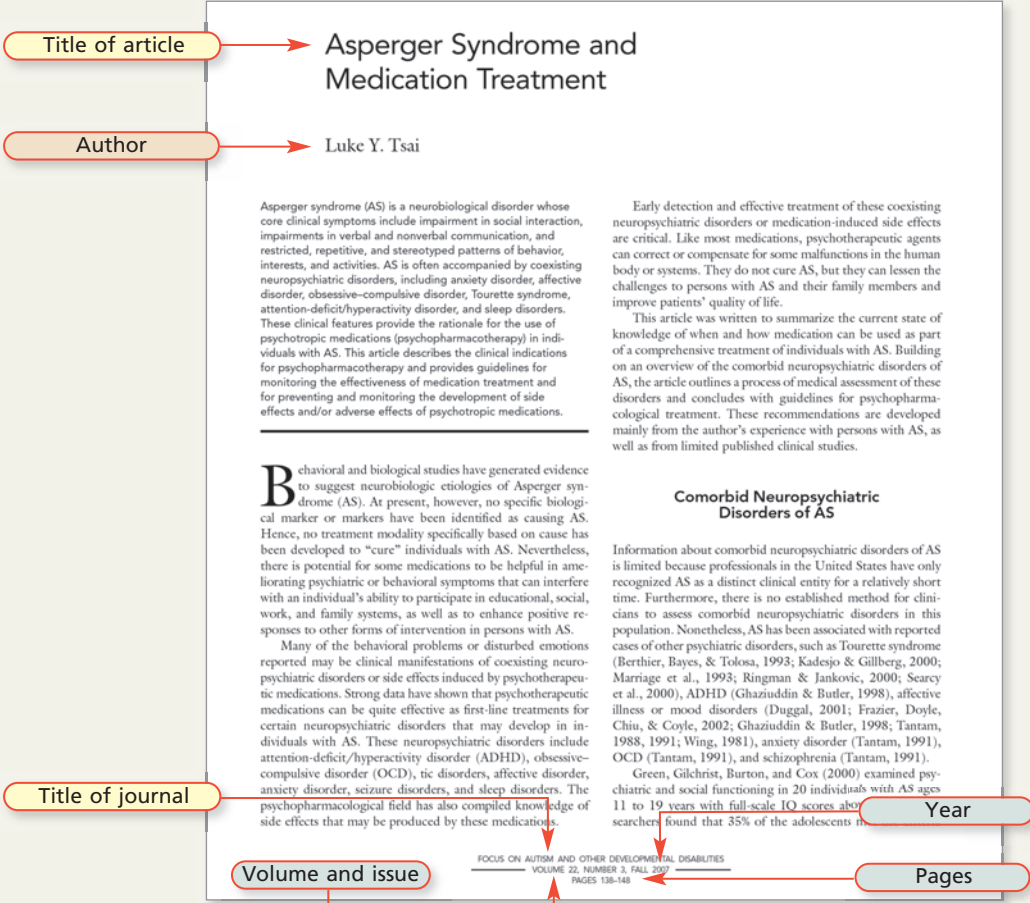 Title of article
Asperger Syndrome and
Medication Treatment
Author
Luke Y. Tsai
Asperger syndrome (AS) is a neurobiological disorder whose
core clinical symptoms include impairment in social interaction,
impairments in verbal and nonverbal communication, and
restricted, repetitive, and stereotyped patterns of behavior,
interests, and activities. AS is often accompanied by coexisting
neuropsychiatric disorders, including anxiety disorder, affective
disorder, obsessive–compulsive disorder, Tourette syndrome,
attention-deficit/hyperactivity disorder, and sleep disorders.
These clinical features provide the rationale for the use of
psychotropic medications (psychopharmacotherapy) in indi-
viduals with AS. This article describes the clinical indications
for psychopharmacotherapy and provides guidelines for
monitoring the effectiveness of medication treatment and
for preventing and monitoring the development of side
effects and/or adverse effects of psychotropic medications.
Behavioral and biological studies have generated evidence
to suggest neurobiologic etiologies of Asperger syn-
drome (AS). At present, however, no specific biologi-
cal marker or markers have been identified as causing AS.
Hence, no treatment modality specifically based on cause has
been developed to “cure” individuals with AS. Nevertheless,
there is potential for some medications to be helpful in ame-
liorating psychiatric or behavioral symptoms that can interfere
with an individual’s ability to participate in educational, social,
work, and family systems, as well as to enhance positive re-
sponses to other forms of intervention in persons with AS.
Many of the behavioral problems or disturbed emotions
reported may be clinical manifestations of coexisting neuro-
psychiatric disorders or side effects induced by psychotherapeu-
tic medications. Strong data have shown that psychotherapeutic
medications can be quite effective as first-line treatments for
certain neuropsychiatric disorders that may develop in in-
dividuals with AS. These neuropsychiatric disorders include
attention-deficit/hyperactivity disorder (ADHD), obsessive–
compulsive disorder (OCD), tic disorders, affective disorder,
anxiety disorder, seizure disorders, and sleep disorders. The
psychopharmacological field has also compiled knowledge of
side effects that may be produced by these medications.
Early detection and effective treatment of these coexisting
neuropsychiatric disorders or medication-induced side effects
are critical. Like most medications, psychotherapeutic agents
can correct or compensate for some malfunctions in the human
body or systems. They do not cure AS, but they can lessen the
challenges to persons with AS and their family members and
improve patients’ quality of life.
This article was written to summarize the current state of
knowledge of when and how medication can be used as part
of a comprehensive treatment of individuals with AS. Building
on an overview of the comorbid neuropsychiatric disorders of
AS, the article outlines a process of medical assessment of these
disorders and concludes with guidelines for psychopharma-
cological treatment. These recommendations are developed
mainly from the author’s experience with persons with AS, as
well as from limited published clinical studies.
Comorbid Neuropsychiatric
Disorders of AS
Information about comorbid neuropsychiatric disorders of AS
is limited because professionals in the United States have only
recognized AS as a distinct clinical entity for a relatively short
time. Furthermore, there is no established method for clini-
cians to assess comorbid neuropsychiatric disorders in this
population. Nonetheless, AS has been associated with reported
cases of other psychiatric disorders, such as Tourette syndrome
(Berthier, Bayes, & Tolosa, 1993; Kadesjo & Gillberg, 2000;
Marriage et al., 1993; Ringman & Jankovic, 2000; Searcy
et al., 2000), ADHD (Ghaziuddin & Butler, 1998), affective
illness or mood disorders (Duggal, 2001; Frazier, Doyle,
Chiu, & Coyle, 2002; Ghaziuddin & Butler, 1998; Tantam,
1988, 1991; Wing, 1981), anxiety disorder (Tantam, 1991),
OCD (Tantam, 1991), and schizophrenia (Tantam, 1991).
Green, Gilchrist, Burton, and Cox (2000) examined psy-
chiatric and social functioning in 20 individuals with AS ages
11 to 19 years with full-scale IQ scores
searchers found that 35% of the adolescents
Title of journal
Year
FOCUS ON AUTISM AND OTHER DEVELOPMENTAL DISABILITIES
VOLUME 22, NUMBER 3, FALL 2007
PAGES 138–148
Volume and issue
Pages